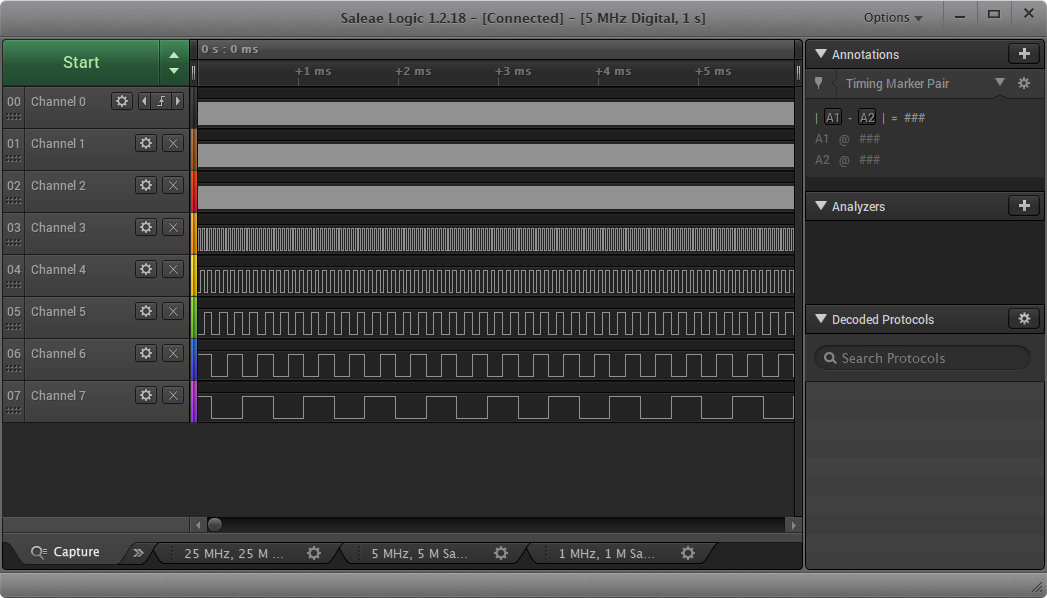 Saleae Logic 1.2.18 - [Connected] - [5 MHz Digital, 1 s]
Options
Start
0 s : 0 ms
+1 ms +2 ms +3 ms +4 ms +5 ms
00 Channel 0
01 Channel 1
02 Channel 2
03 Channel 3
04 Channel 4
05 Channel 5
06 Channel 6
07 Channel 7
Annotations
Timing Marker Pair
| A1 - A2 | = ###
A1 @ ###
A2 @ ###
Analyzers
Decoded Protocols
Search Protocols
Capture
25 MHz, 25 M ...
5 MHz, 5 M Sa...
1 MHz, 1 M Sa...